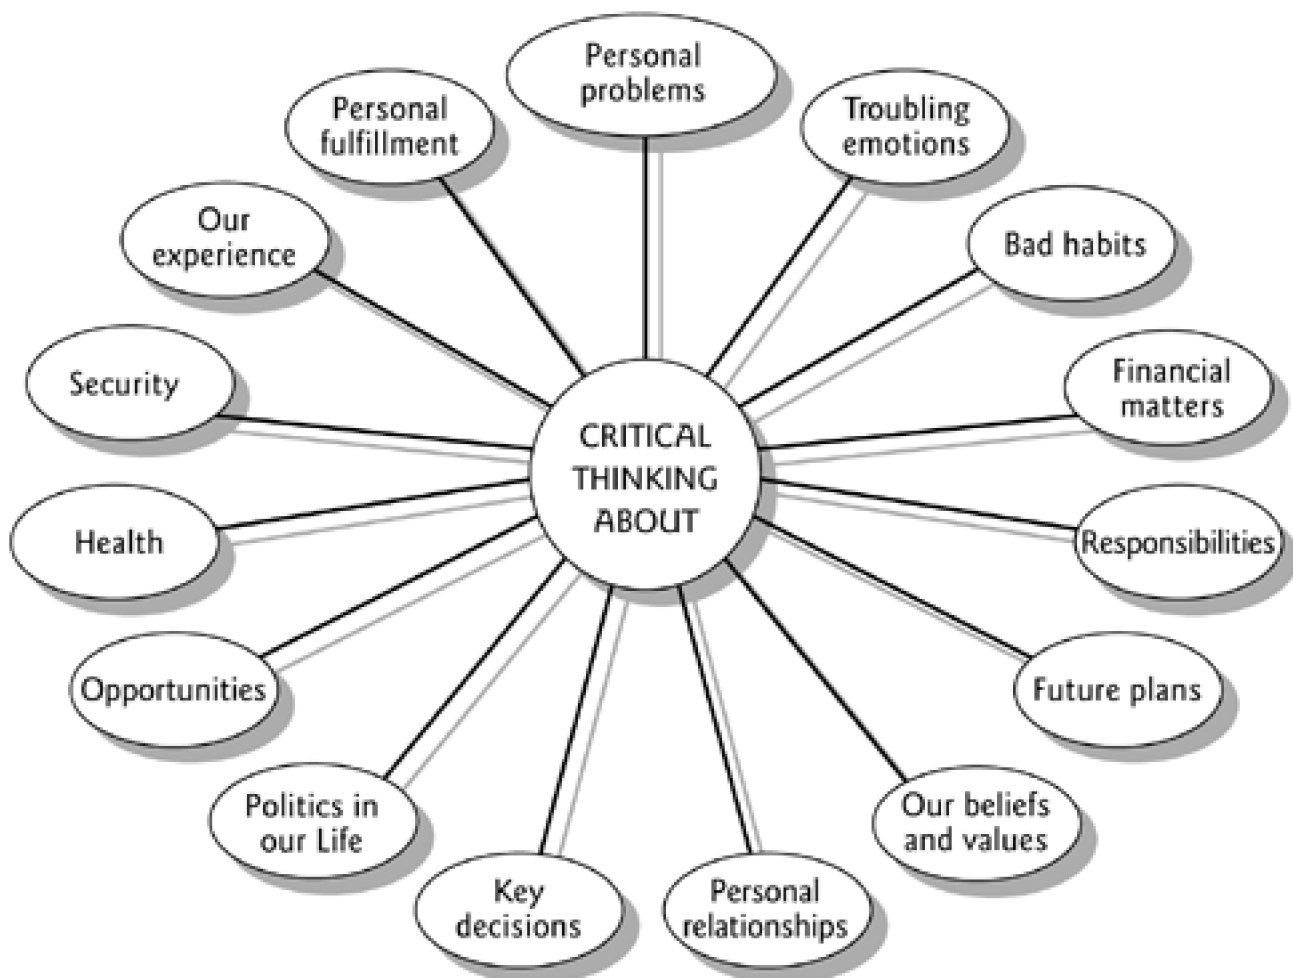 Personal
problems
Troubling
emotions
Bad habits
Financial
matters
Responsibilities
Future plans
Our beliefs
and values
Personal
relationships
Key
decisions
Politics in
our Life
Opportunities
Health
Security
Our
experience
Personal
fulfillment
CRITICAL
THINKING
ABOUT